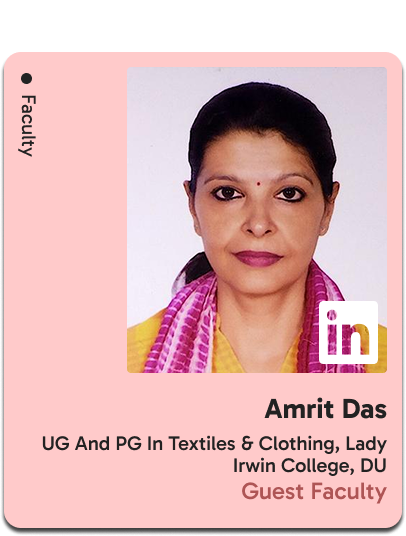 Faculty
in
Amrit Das
UG And PG In Textiles & Clothing, Lady
Irwin College, DU
Guest Faculty